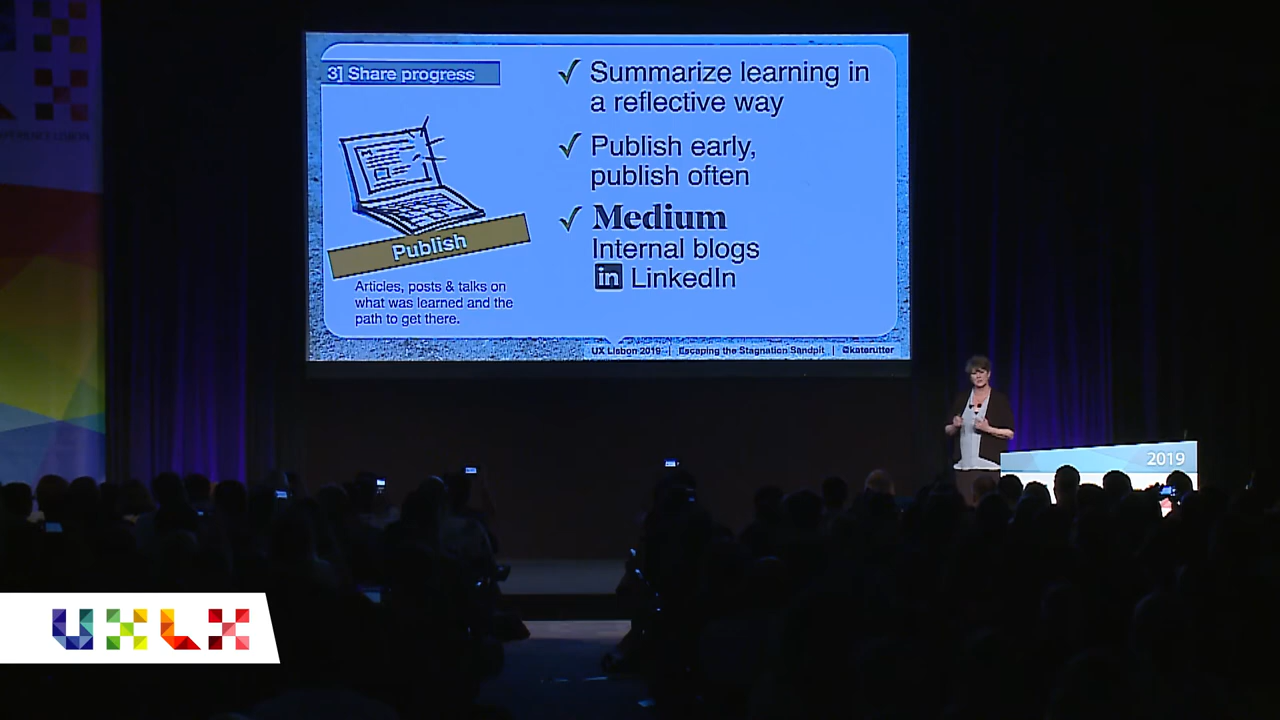 3] Share progress
✓ Summarize learning in
a reflective way
✓ Publish early,
publish often
✓ Medium
Internal blogs
in LinkedIn
Publish
Articles, posts & talks on
what was learned and the
path to get there.
UX Lisbon 2019 | Escaping the Stagnation Sandpit | @katerutter
2019
UXLX